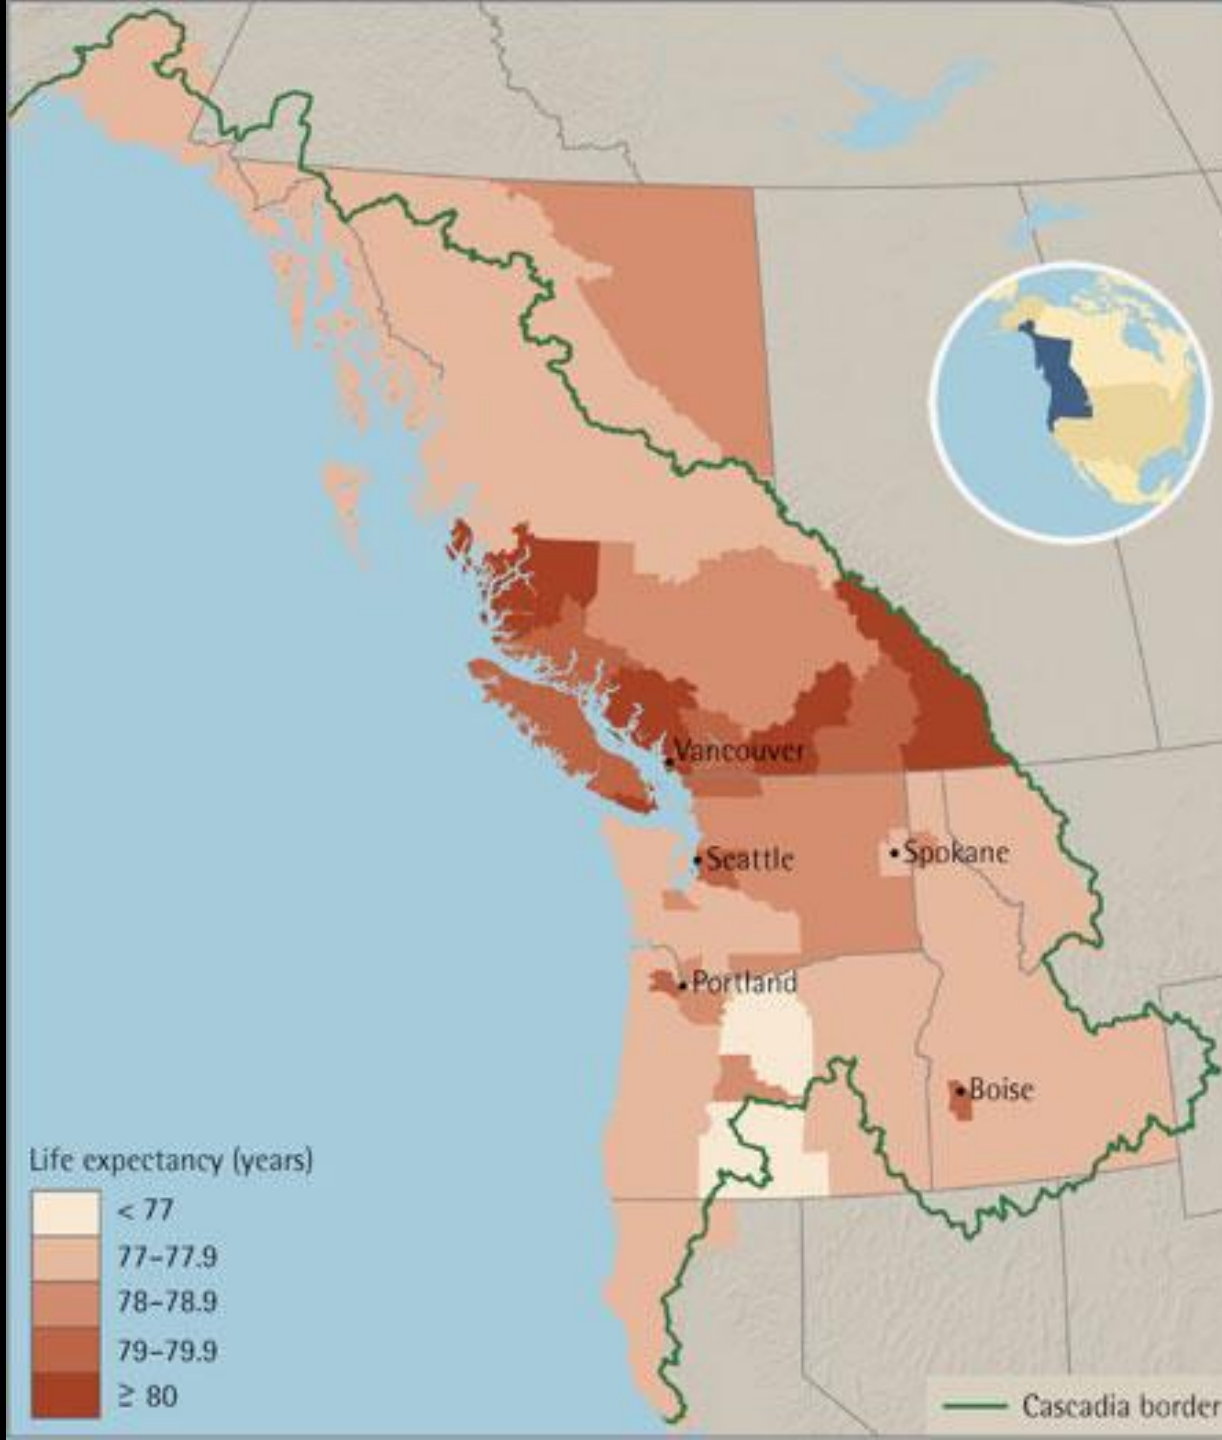 Vancouver
Seattle
Spokane
Portland
Boise
Life expectancy (years)
< 77
77–77.9
78–78.9
79–79.9
≥ 80
Cascadia border